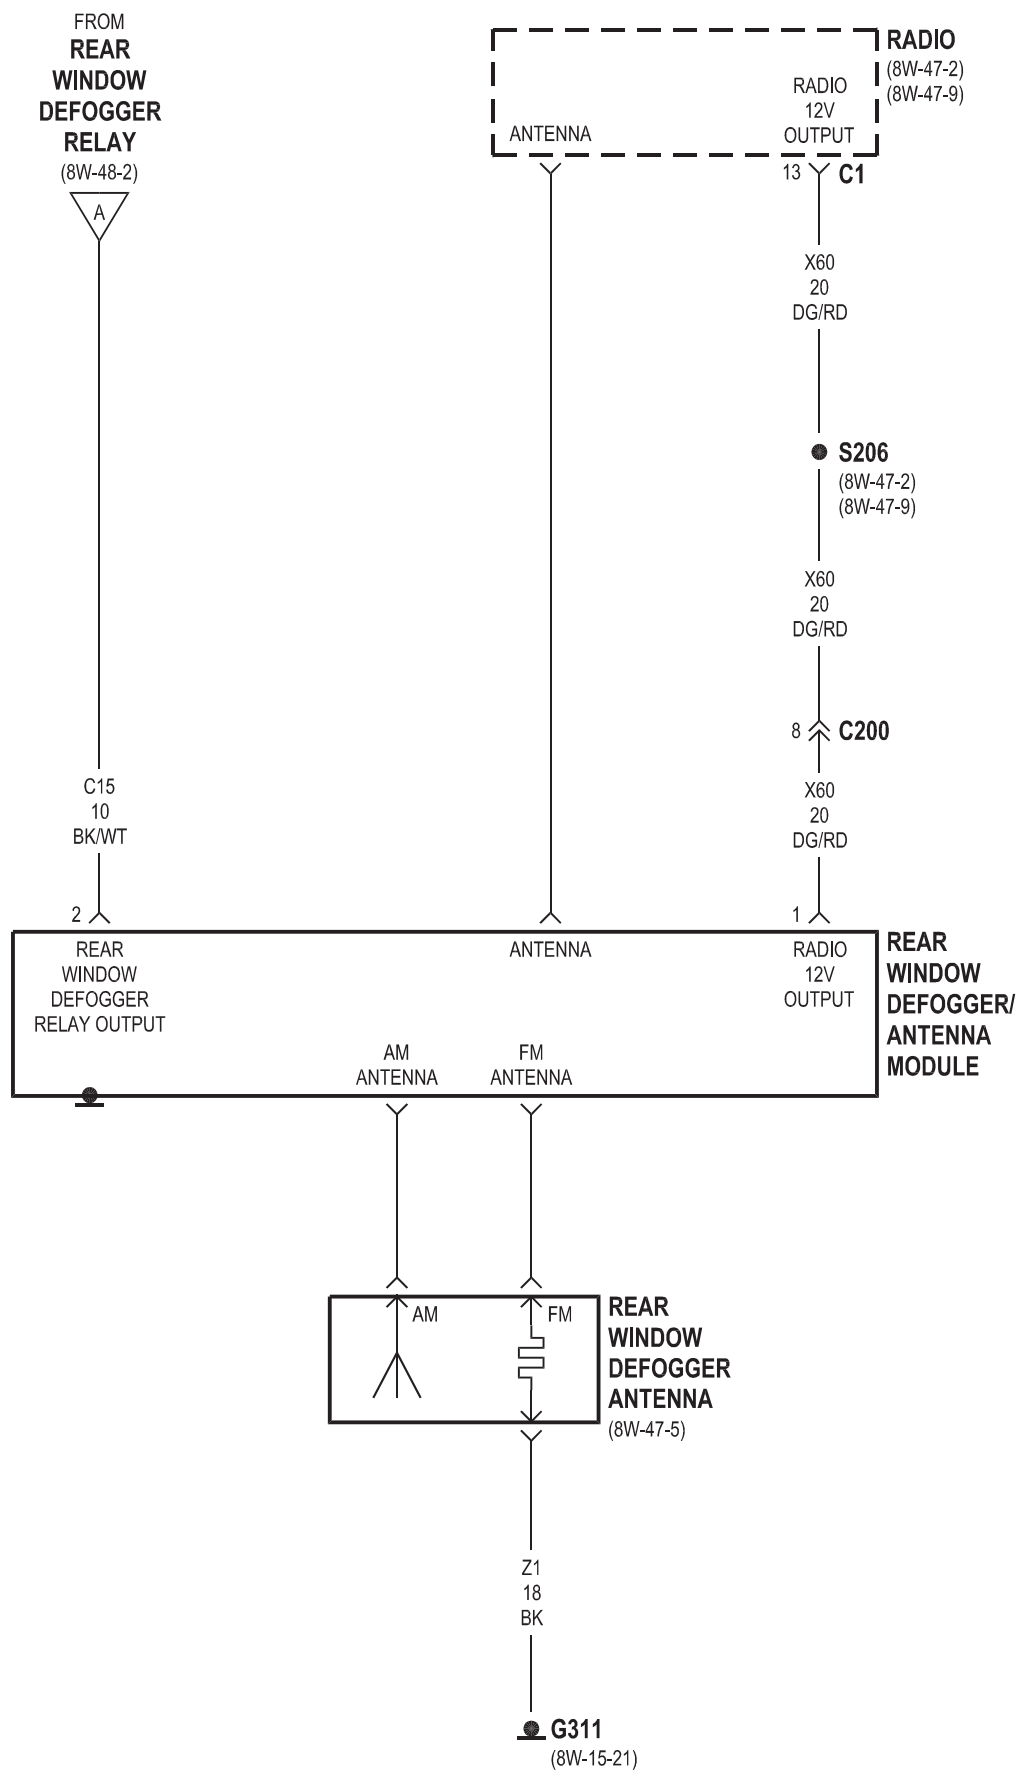 FROM
REAR
WINDOW
DEFOGGER
RELAY
(8W-48-2)
A
RADIO
(8W-47-2)
(8W-47-9)
RADIO
12V
OUTPUT
ANTENNA
13
C1
X60
20
DG/RD
S206
(8W-47-2)
(8W-47-9)
X60
20
DG/RD
8
C200
X60
20
DG/RD
C15
10
BK/WT
2
1
REAR
WINDOW
DEFOGGER
RELAY OUTPUT
ANTENNA
RADIO
12V
OUTPUT
REAR
WINDOW
DEFOGGER/
ANTENNA
MODULE
AM
ANTENNA
FM
ANTENNA
AM
FM
REAR
WINDOW
DEFOGGER
ANTENNA
(8W-47-5)
Z1
18
BK
G311
(8W-15-21)